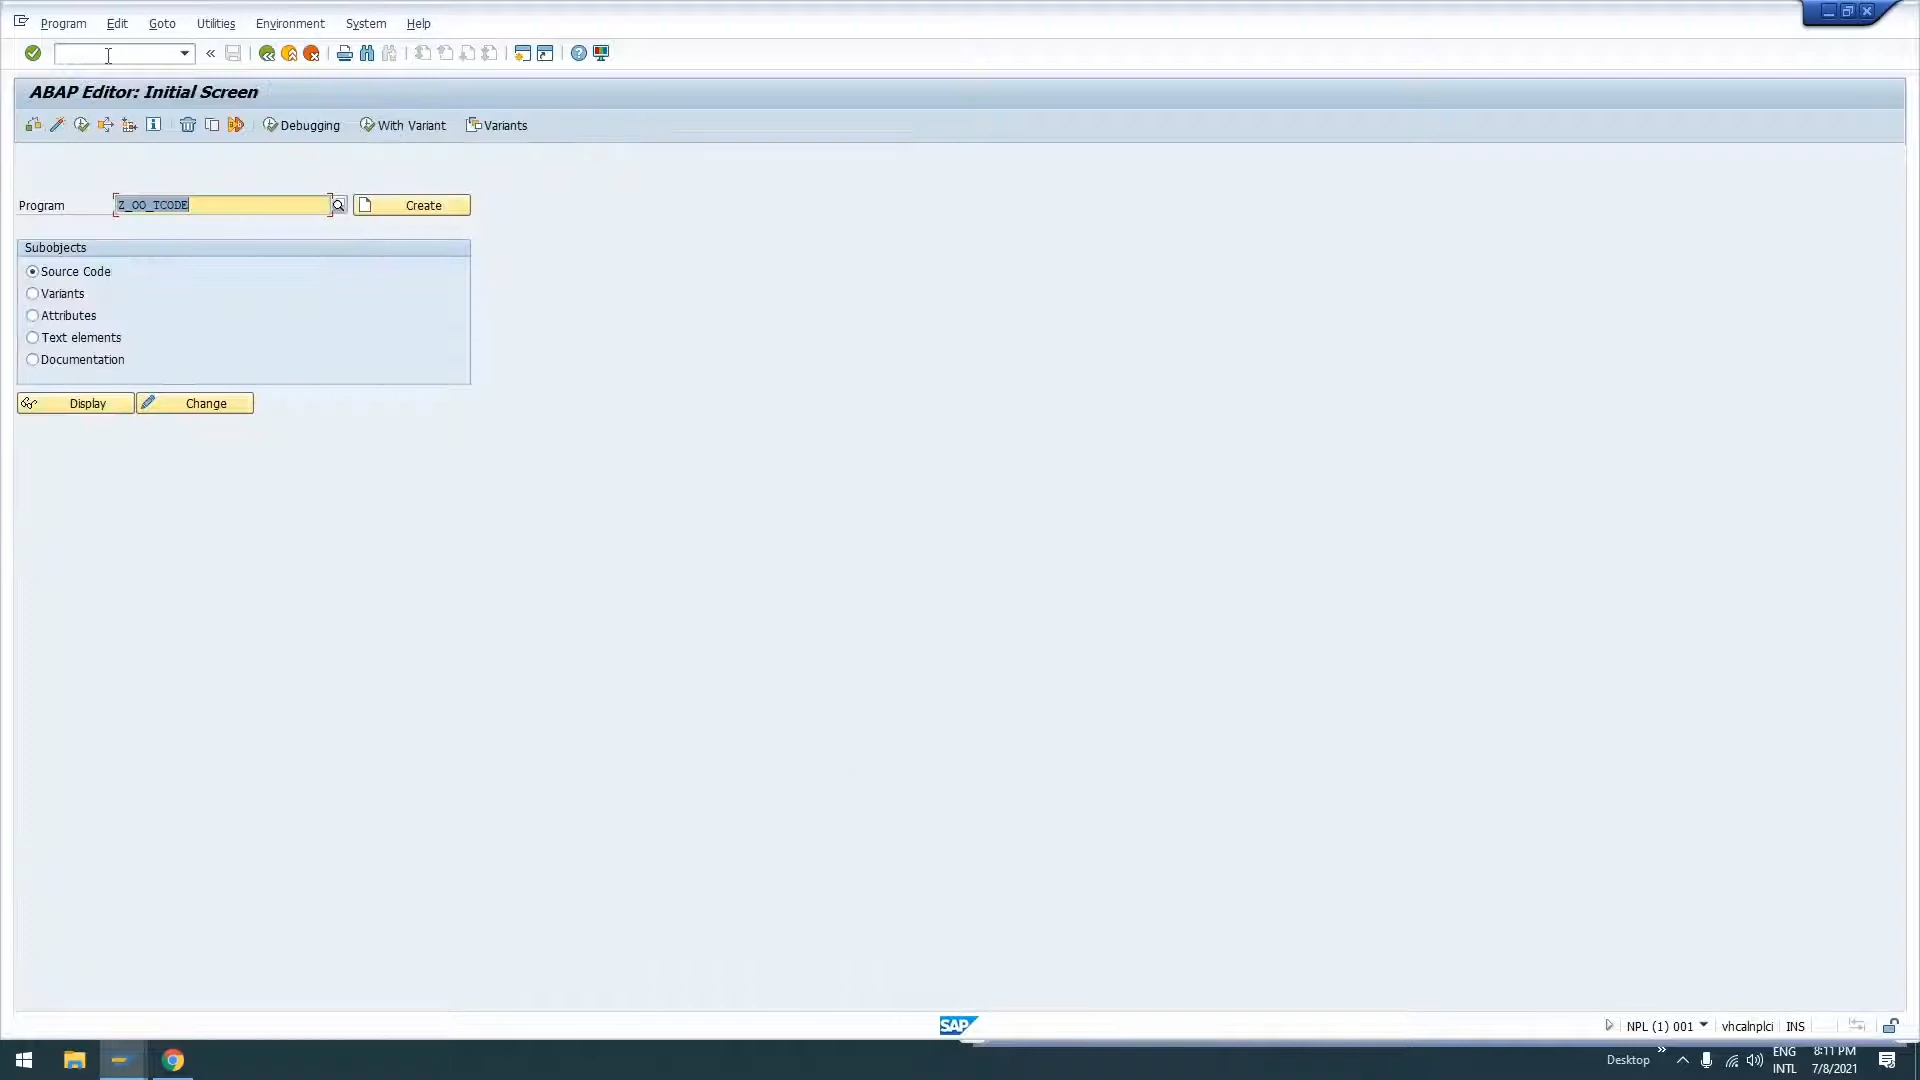 Program Edit Goto Utilities Environment System Help
ABAP Editor: Initial Screen
Debugging With Variant Variants
Program Z_OO_TCODE Create
Subobjects
Source Code
Variants
Attributes
Text elements
Documentation
Display Change
SAP NPL (1) 001 vhcalnplci INS
Desktop ENG 8:11 PM
INTL 7/8/2021